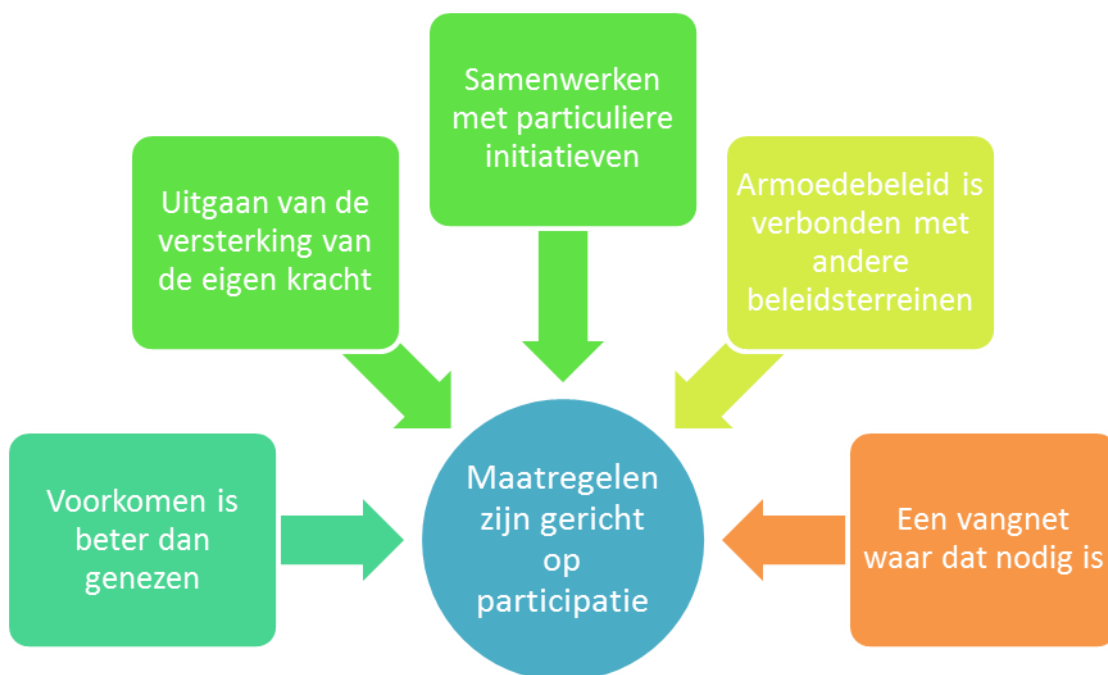 Samenwerken
met particuliere
initiatieven
Uitgaan van de
versterking van
de eigen kracht
Armoedebeleid is
verbonden met
andere
beleidsterreinen
Voorkomen is
beter dan
genezen
Maatregelen
zijn gericht
op
participatie
Een vangnet
waar dat nodig is